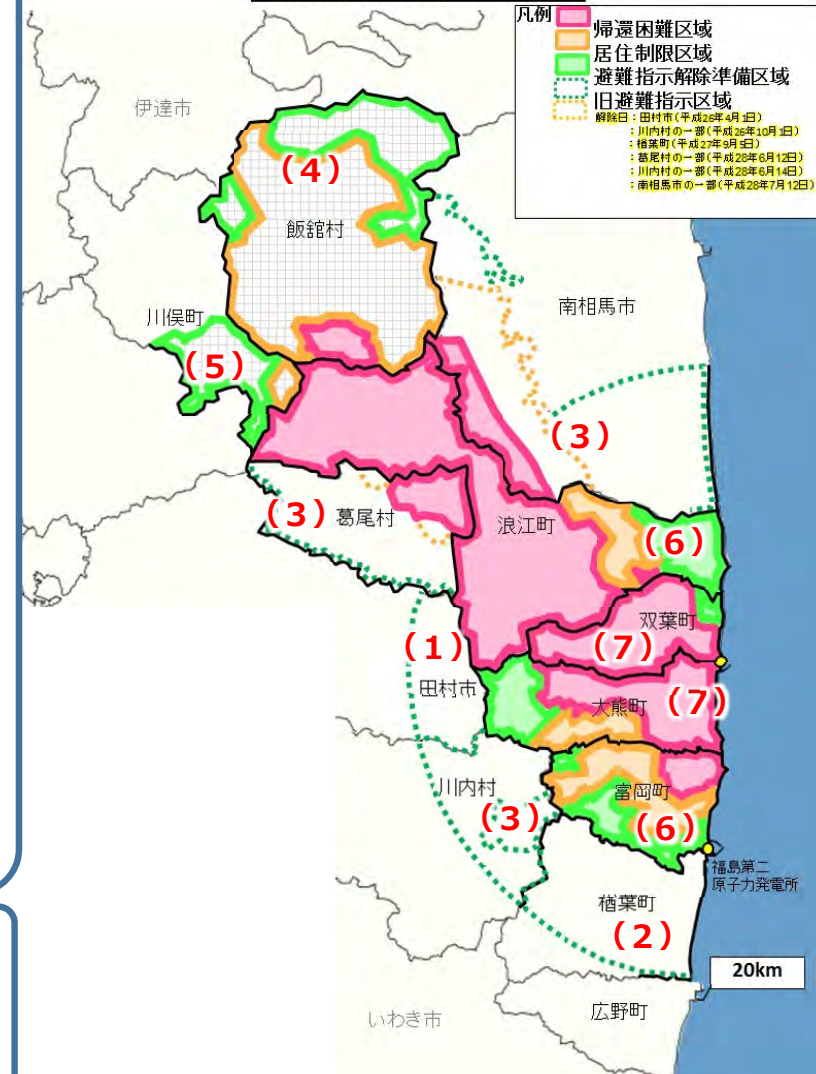 凡例
帰還困難区域
居住制限区域
避難指示解除準備区域
旧避難指示区域
解除日：田村市(平成26年4月1日)
：川内村の一部(平成26年10月1日)
：楢葉町(平成27年9月5日)
：葛尾村の一部(平成28年6月12日)
：川内村の一部(平成28年6月14日)
：南相馬市の一部(平成28年7月12日)
伊達市
（4）
飯舘村
南相馬市
川俣町
（5）
（3）
（3）
葛尾村
浪江町
（6）
双葉町
（1）
（7）
田村市
大熊町
（7）
川内村
富岡町
（3）
（6）
福島第二
原子力発電所
楢葉町
（2）
20km
広野町
いわき市